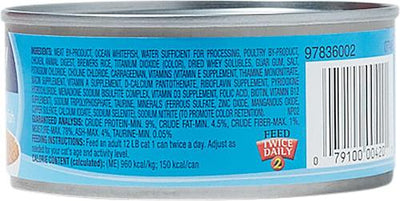 INGREDIENTS: MEAT BY-PRODUCT, OCEAN WHITEFISH, WATER SUFFICIENT FOR PROCESSING, POULTRY BY-PRODUCT,
CHICKEN, ANIMAL DIGEST, BREWERS RICE, TITANIUM DIOXIDE (COLOR), DRIED WHEY SOLUBLES, GUAR GUM, SALT,
POTASSIUM CHLORIDE, CHOLINE CHLORIDE, CARRAGEENAN, VITAMINS (VITAMIN E SUPPLEMENT, THIAMINE MONONITRATE,
NIACIN SUPPLEMENT, VITAMIN A SUPPLEMENT, D-CALCIUM PANTOTHENATE, RIBOFLAVIN SUPPLEMENT, PYRIDOXINE
HYDROCHLORIDE, MENADIONE SODIUM BISULFITE COMPLEX, VITAMIN D3 SUPPLEMENT, FOLIC ACID, BIOTIN, VITAMIN B12
SUPPLEMENT), SODIUM TRIPOLYPHOSPHATE, TAURINE, MINERALS (FERROUS SULFATE, ZINC OXIDE, MANGANOUS OXIDE,
COPPER SULFATE, COBALT, SODIUM SELENITE), SODIUM NITRITE (TO PROMOTE COLOR RETENTION). NP02
GUARANTEED ANALYSIS: CRUDE PROTEIN-MIN. 9%, CRUDE FAT-MIN. 4.5%, CRUDE FIBER-MAX. 1%,
MOISTURE-MAX. 78% ASH-MAX. 4%, TAURINE-MIN. 0.05%
Feed an adult 12 LB cat 1 can twice a day. Adjust as
needed for your cat's age and activity level.
CALORIE CONTENT (calculated): (ME) 960 kcal/kg; 150 kcal/can
FEED
TWICE
DAILY
2
97836002
0 79100 00420